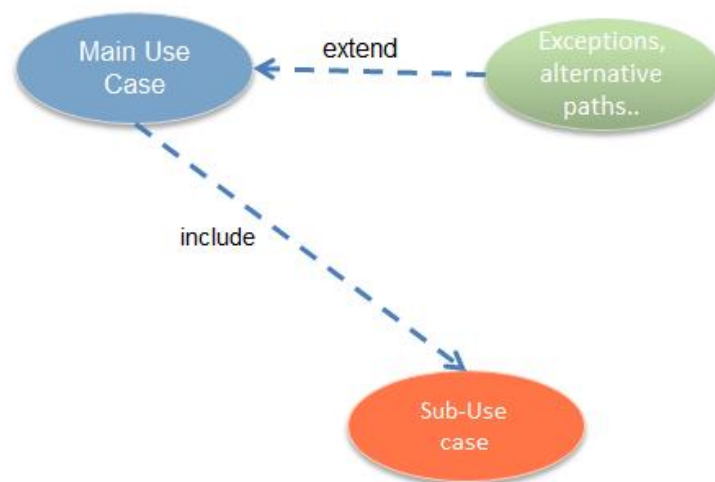 Main Use
Case
extend
Exceptions,
alternative
paths..
include
Sub-Use
case